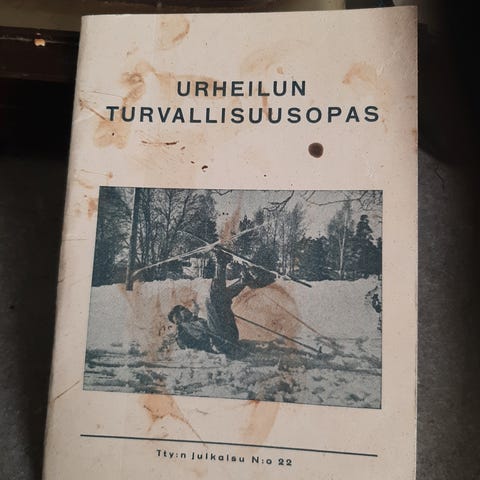 URHEILUN
TURVALLISUUSOPAS
Tty:n julkaisu N:o 22